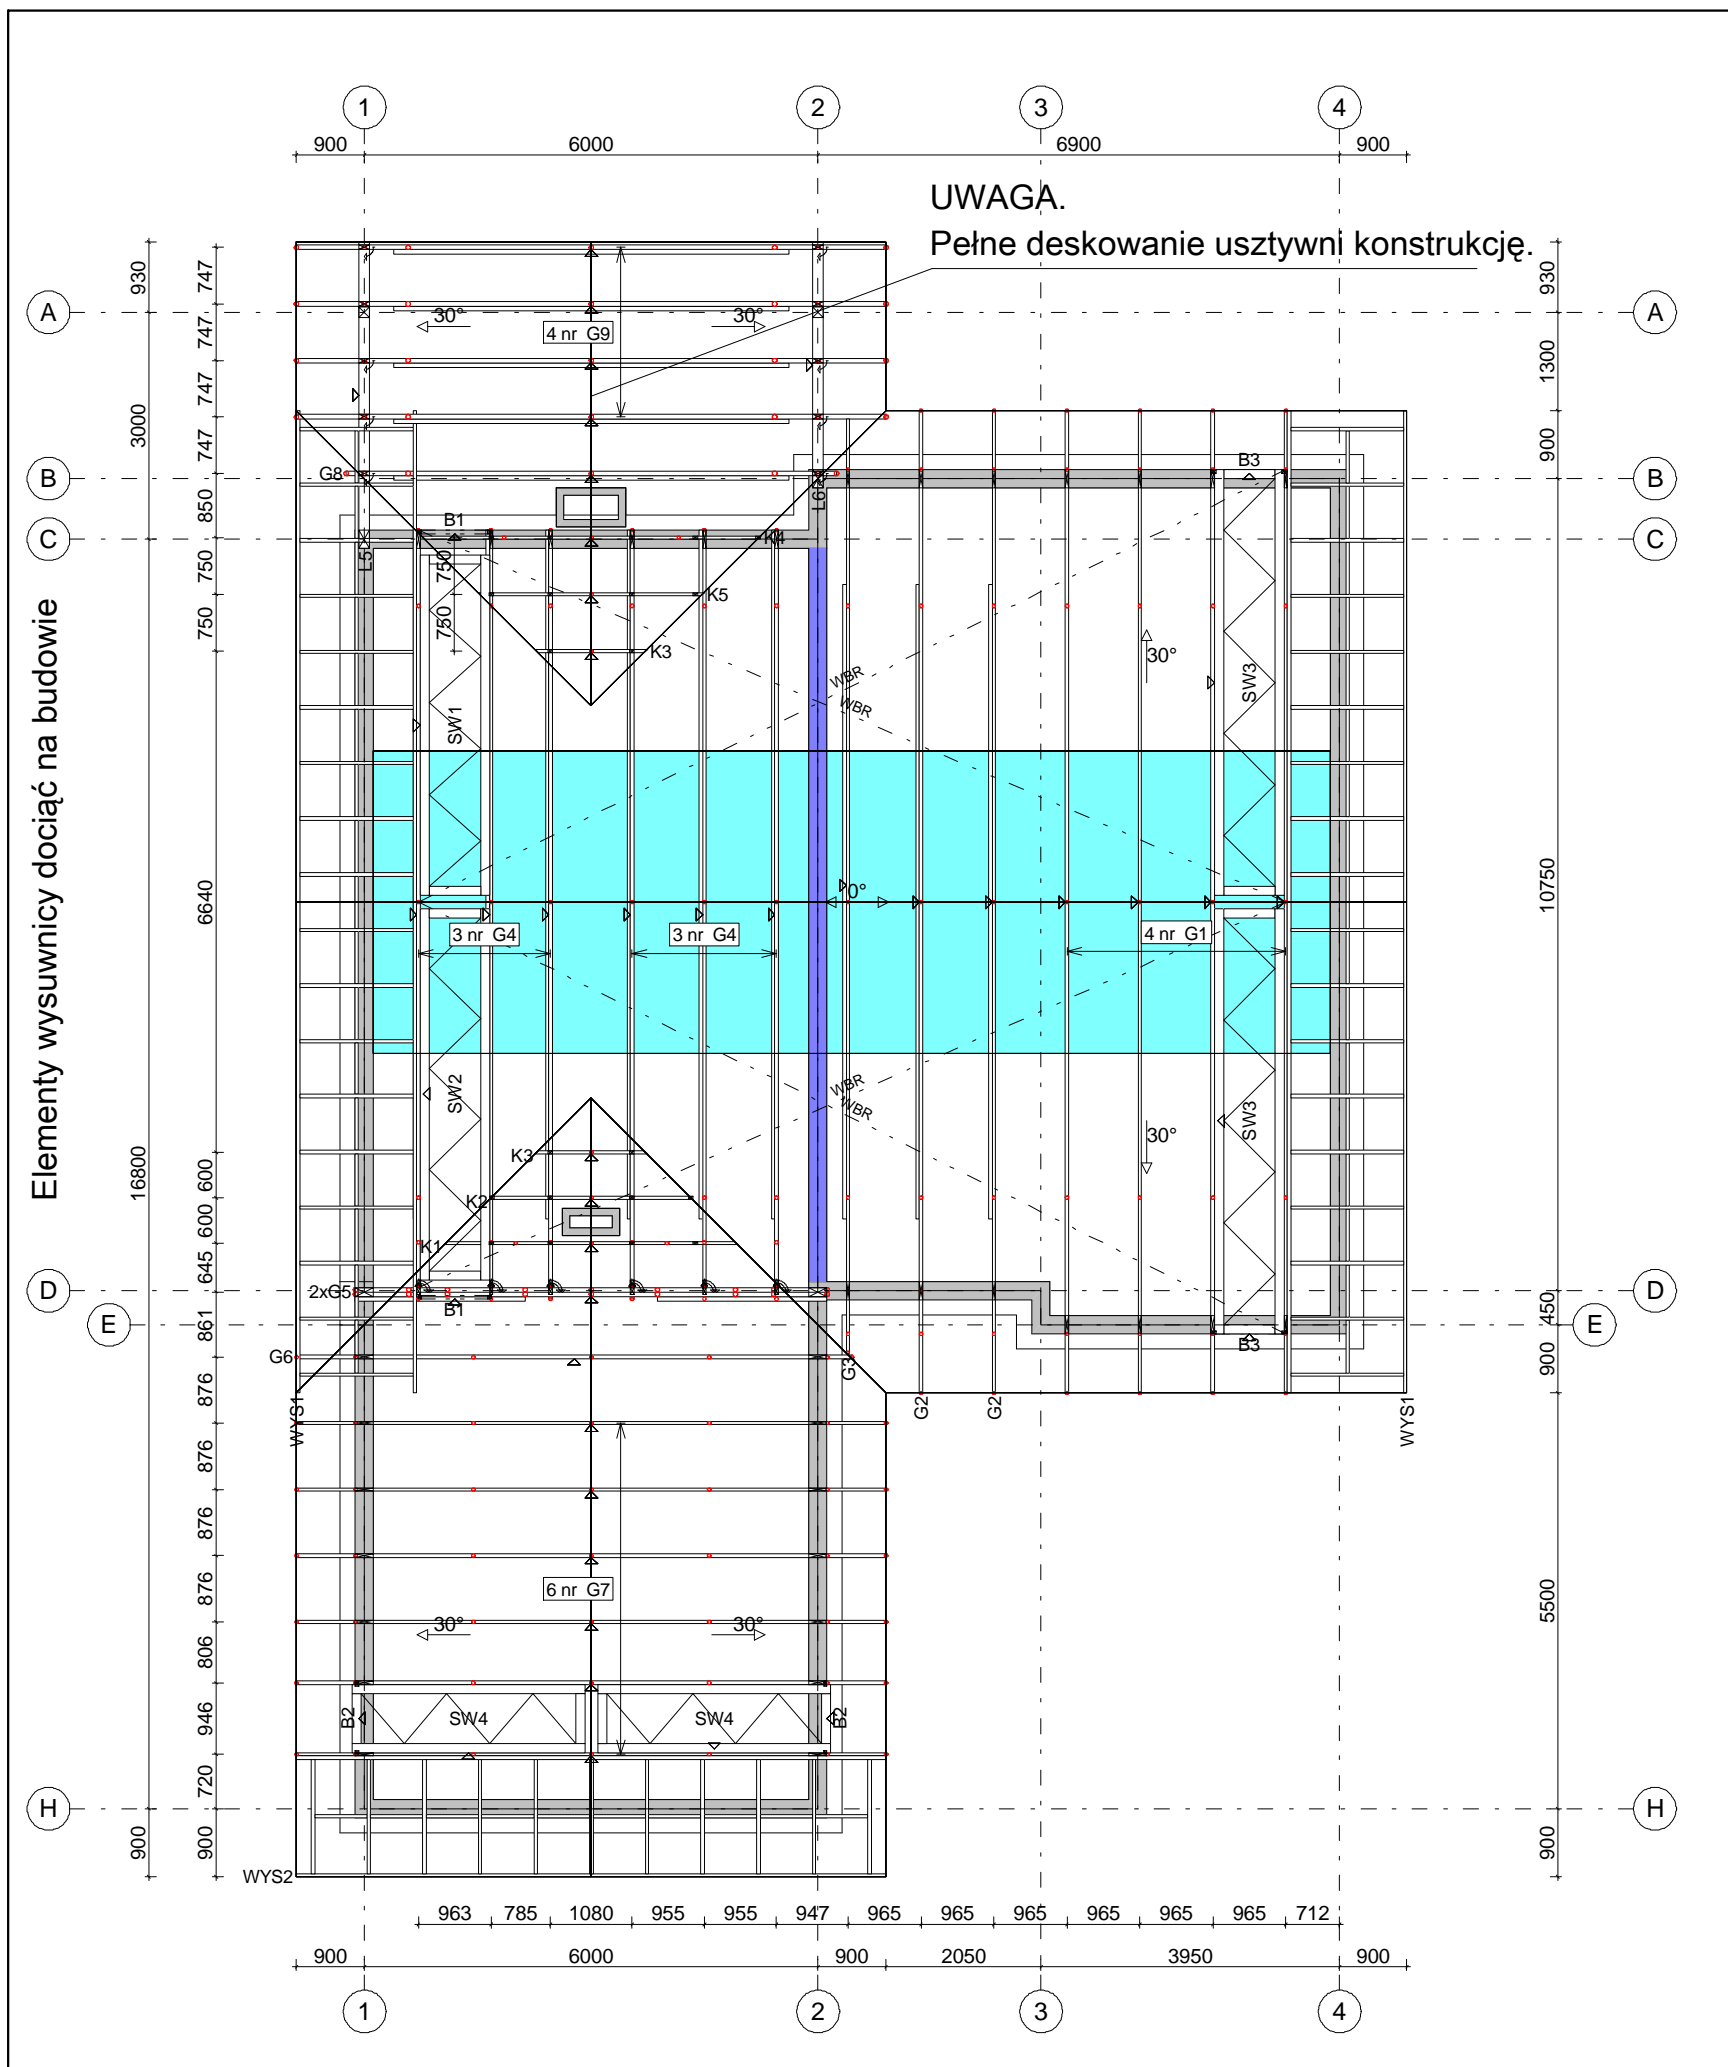 1
2
3
4
900
6000
6900
900
UWAGA.
Pełne deskowanie usztywni konstrukcję.
930
747
930
A
A
30°
30°
4 nr G9
747
1300
747
3000
747
900
G8
B3
B
B
L6
850
B1
C
K4
C
L5
750
750
K5
750
750
K3
30°
WBR
WBR
SW1
SW3
Elementy wysuwnicy dociąć na budowie
6640
0°
10750
3 nr G4
3 nr G4
4 nr G1
SW2
WBR
WBR
SW3
30°
16800
600
K3
600
K2
645
K1
D
2xG5
B1
D
E
861
450
E
B3
G6
G3
900
876
WYS1
G2
G2
WYS1
876
876
876
6 nr G7
5500
30°
30°
806
946
B2
SW4
SW4
B2
720
H
H
900
900
900
WYS2
963
785
1080
955
955
947
965
965
965
965
965
965
712
900
6000
900
2050
3950
900
1
2
3
4